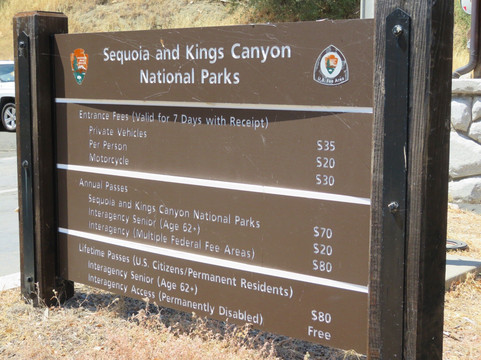 Sequoia and Kings Canyon
National Parks
U.S. Fee Area
Entrance Fees (Valid for 7 Days with Receipt)
Private Vehicles $35
Per Person $20
Motorcycle $30
Annual Passes
Sequoia and Kings Canyon National Parks $70
Interagency Senior (Age 62+) $20
Interagency (Multiple Federal Fee Areas) $80
Lifetime Passes (U.S. Citizens/Permanent Residents)
Interagency Senior (Age 62+) $80
Interagency Access (Permanently Disabled) Free